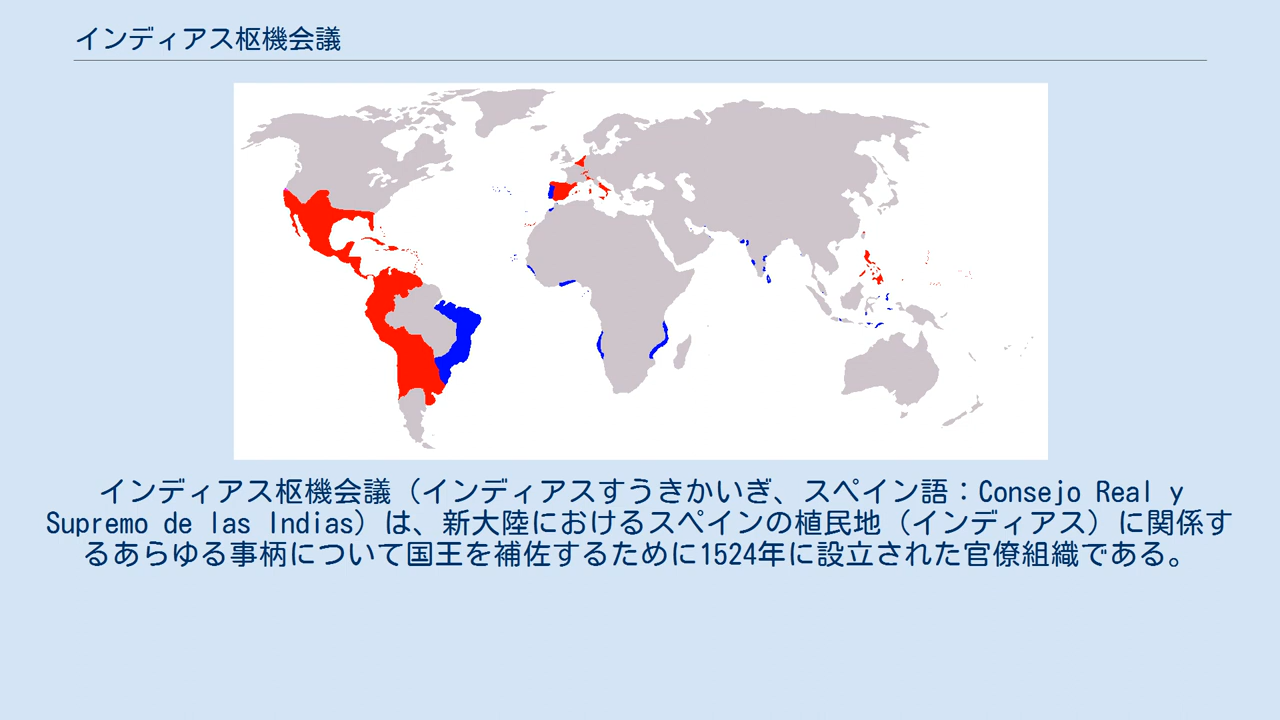 インディアス枢機会議
インディアス枢機会議（インディアスすうきかいぎ、スペイン語：Consejo Real y
Supremo de las Indias）は、新大陸におけるスペインの植民地（インディアス）に関係す
るあらゆる事柄について国王を補佐するために1524年に設立された官僚組織である。